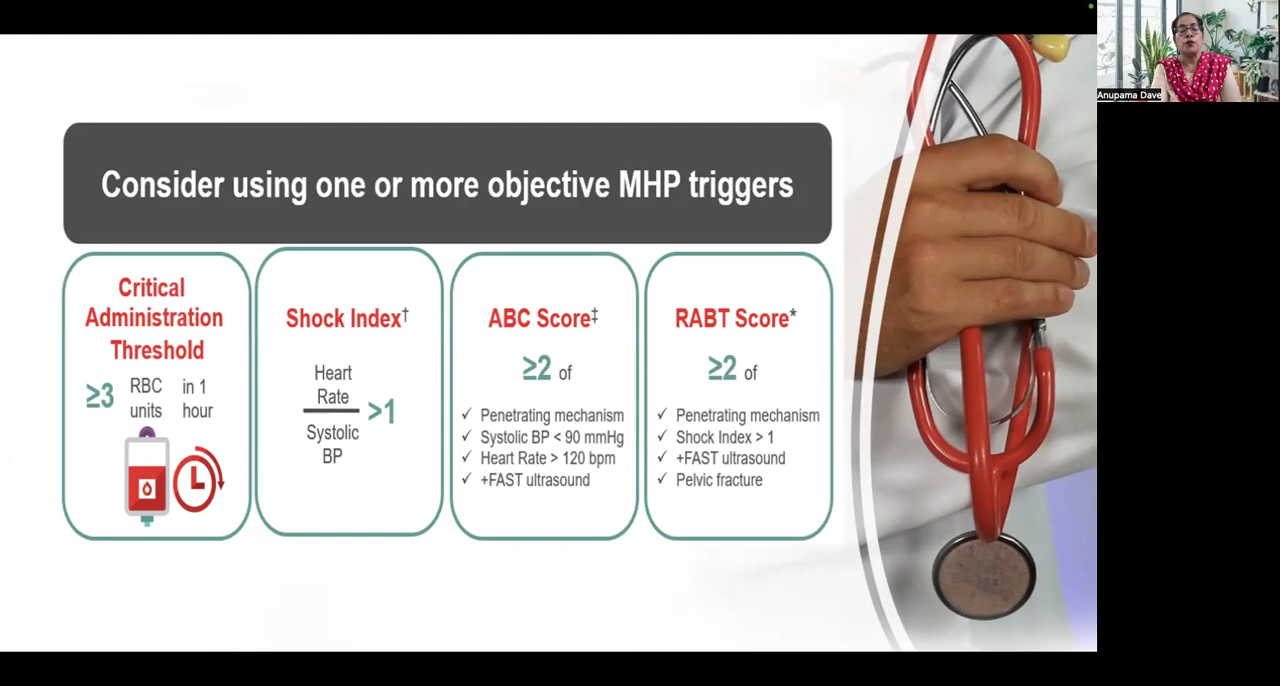 Anupama Dave
Consider using one or more objective MHP triggers
Critical
Administration
Threshold
≥3 RBC units in 1 hour
Shock Index†
Heart
Rate
Systolic
BP
>1
ABC Score‡
≥2 of
✓ Penetrating mechanism
✓ Systolic BP < 90 mmHg
✓ Heart Rate > 120 bpm
✓ +FAST ultrasound
RABT Score*
≥2 of
✓ Penetrating mechanism
✓ Shock Index > 1
✓ +FAST ultrasound
✓ Pelvic fracture